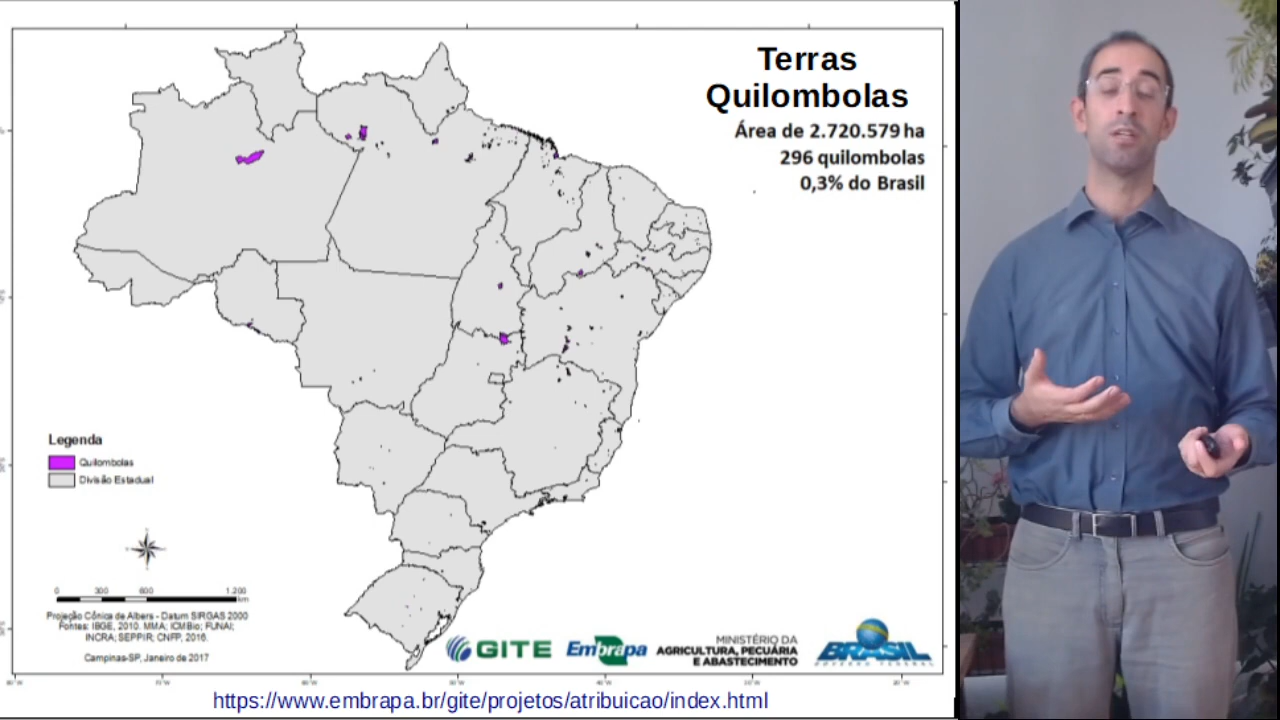 Terras
Quilombolas
Área de 2.720.579 ha
296 quilombolas
0,3% do Brasil
Legenda
Quilombolas
Divisão Estadual
0 300 600 1.200
km
Projeção Cônica de Albers - Datum SIRGAS 2000
Fontes: IBGE, 2010. MMA; ICMBio; FUNAI;
INCRA; SEPPIR; CNFP, 2016.
Campinas-SP, Janeiro de 2017
GITE
Embrapa
MINISTÉRIO DA
AGRICULTURA, PECUÁRIA
E ABASTECIMENTO
BRASIL
GOVERNO FEDERAL
https://www.embrapa.br/gite/projetos/atribuicao/index.html